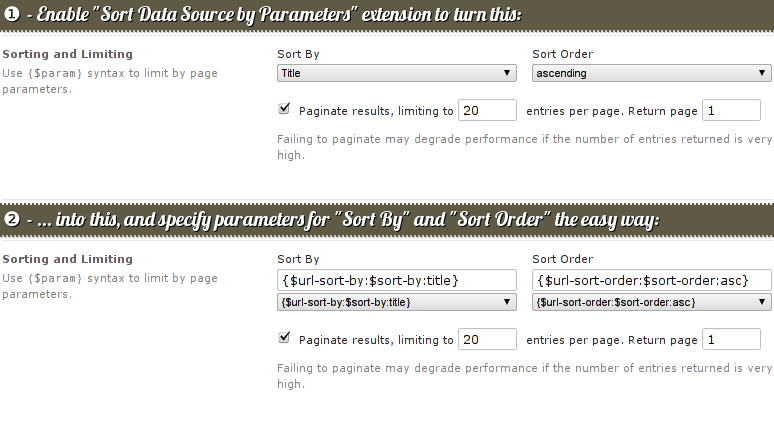 ❶ - Enable "Sort Data Source by Parameters" extension to turn this:
Sorting and Limiting
Use {$param} syntax to limit by page
parameters.
Sort By
Title
Sort Order
ascending
Paginate results, limiting to 20 entries per page. Return page 1
Failing to paginate may degrade performance if the number of entries returned is very
high.
❷ - ... into this, and specify parameters for "Sort By" and "Sort Order" the easy way:
Sorting and Limiting
Use {$param} syntax to limit by page
parameters.
Sort By
{$url-sort-by:$sort-by:title}
{$url-sort-by:$sort-by:title}
Sort Order
{$url-sort-order:$sort-order:asc}
{$url-sort-order:$sort-order:asc}
Paginate results, limiting to 20 entries per page. Return page 1
Failing to paginate may degrade performance if the number of entries returned is very
high.